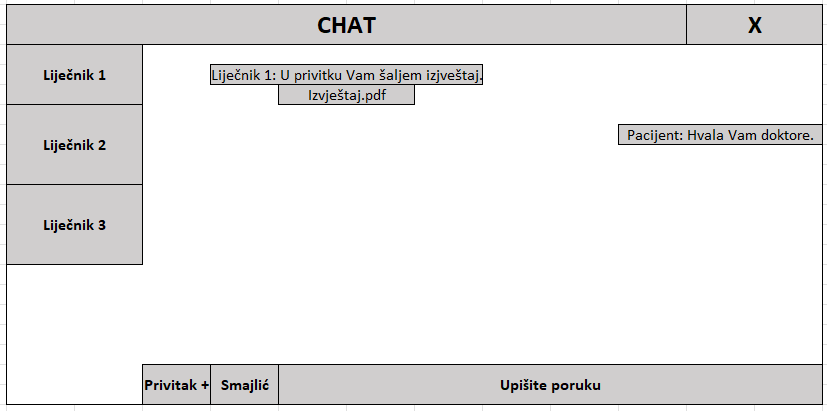 CHAT
X
Liječnik 1
Liječnik 1: U privitku Vam šaljem izjveštaj.
Izvještaj.pdf
Pacijent: Hvala Vam doktore.
Liječnik 2
Liječnik 3
Privitak +
Smajlić
Upišite poruku